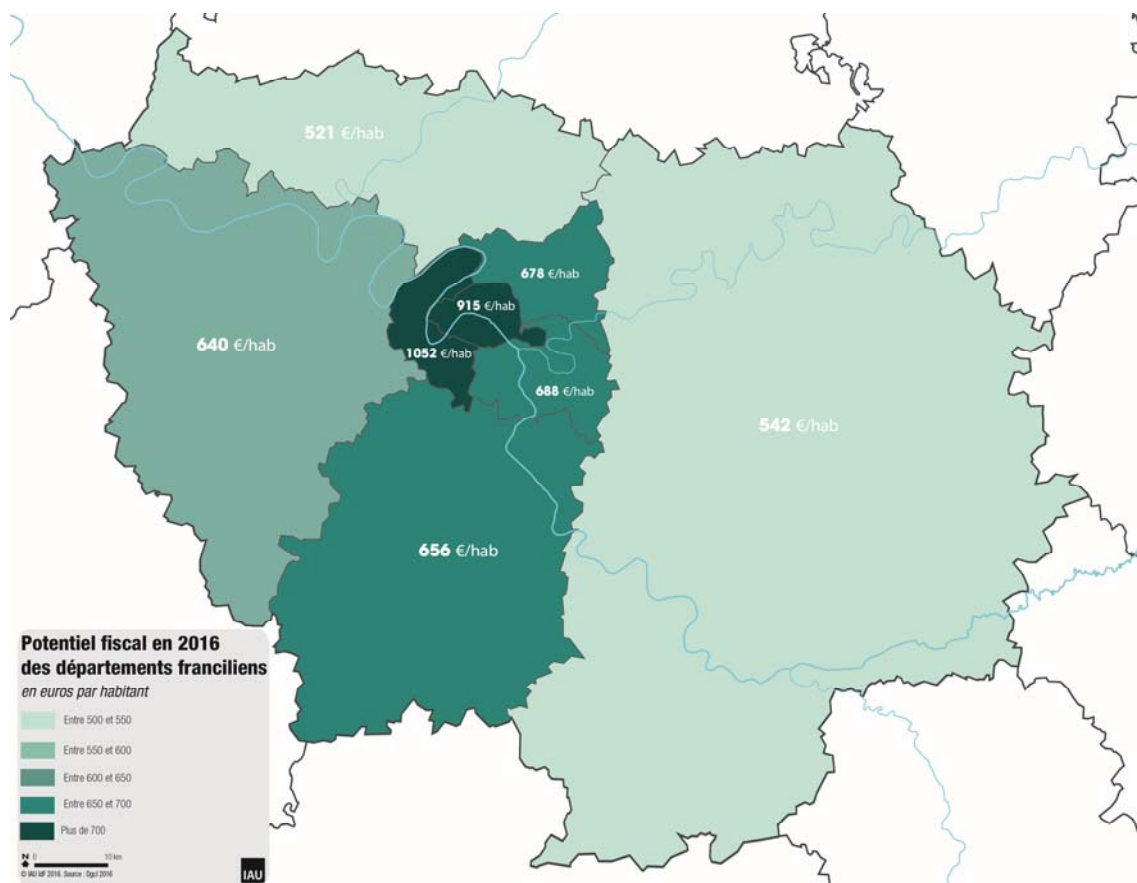 521 €/hab
678 €/hab
915 €/hab
640 €/hab
1052 €/hab
688 €/hab
542 €/hab
656 €/hab
Potentiel fiscal en 2016
des départements franciliens
en euros par habitant
Entre 500 et 550
Entre 550 et 600
Entre 600 et 650
Entre 650 et 700
Plus de 700
N 0 10 km
© IAU îdF 2016. Source : Dgcl 2016
IAU